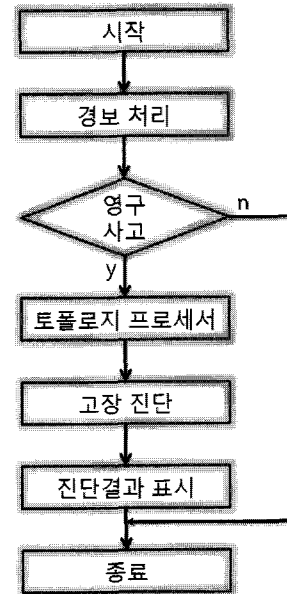 시작
경보 처리
영구
사고
n
y
토폴로지 프로세서
고장 진단
진단결과 표시
종료